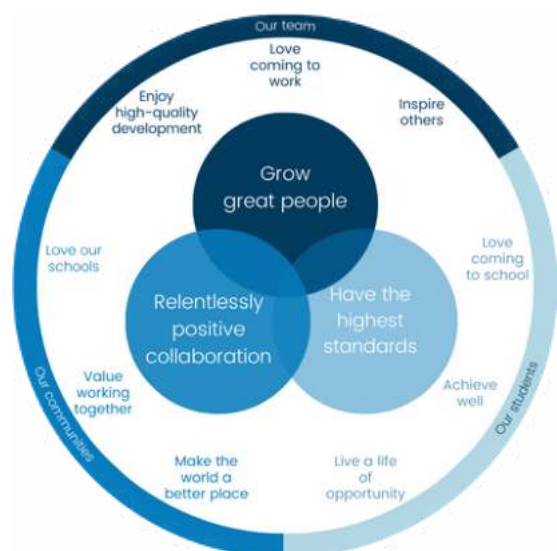 Our team
Love
coming to
work
Enjoy
high-quality
development
Inspire
others
Grow
great people
Love our
schools
Love
coming
to school
Relentlessly
positive
collaboration
Have the
highest
standards
Value
working
together
Achieve
well
Make the
world a
better place
Live a life
of
opportunity
Our communities
Our students